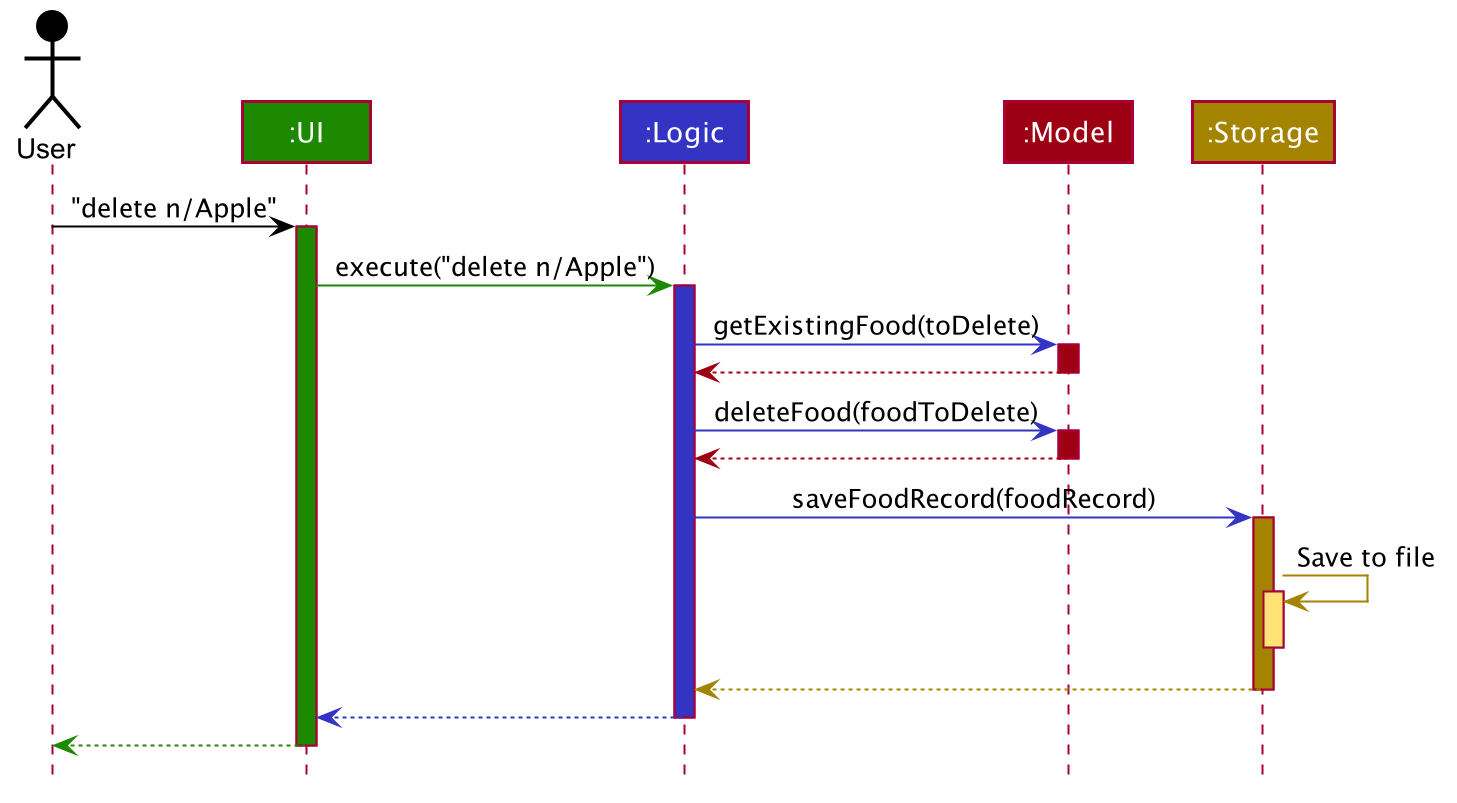 User
:UI
:Logic
:Model
:Storage
"delete n/Apple"
execute("delete n/Apple")
getExistingFood(toDelete)
deleteFood(foodToDelete)
saveFoodRecord(foodRecord)
Save to file